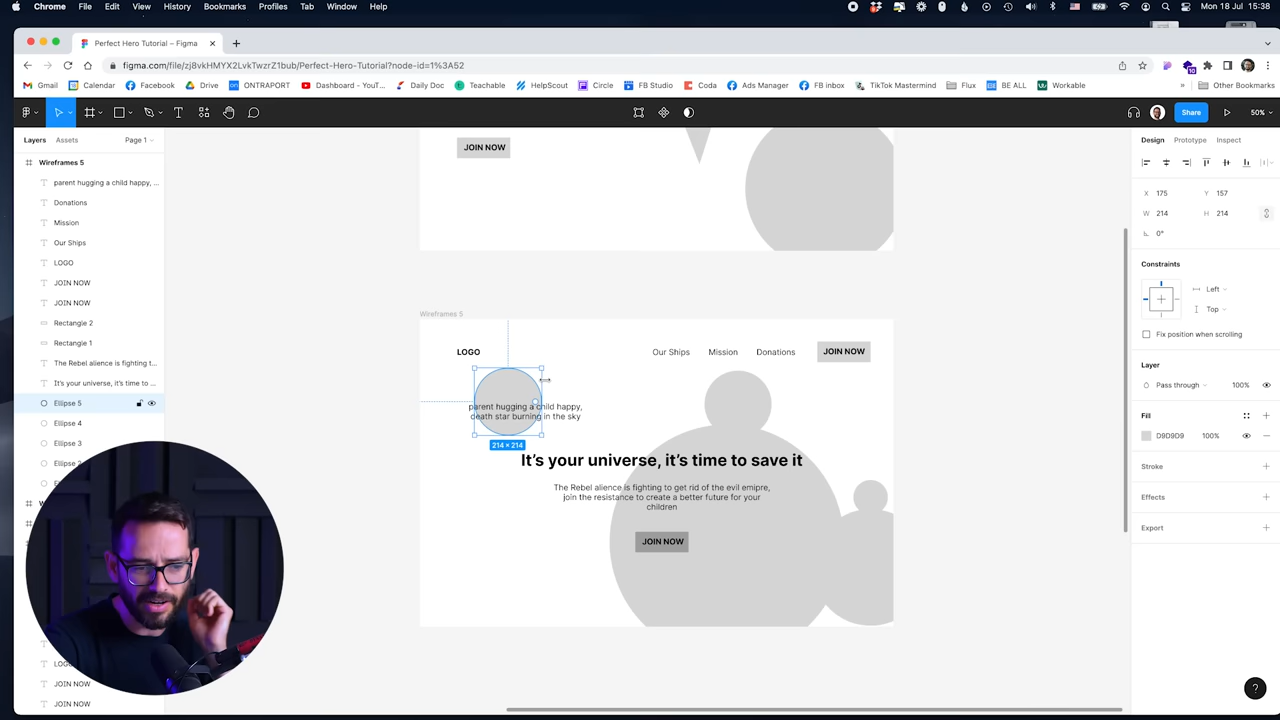 Chrome File Edit View History Bookmarks Profiles Tab Window Help
Mon 18 Jul 15:38
Perfect Hero Tutorial – Figma
figma.com/file/zj8vkHMYX2LvkTwzrZ1bub/Perfect-Hero-Tutorial?node-id=1%3A52
10
Gmail Calendar Facebook Drive ONTRAPORT Dashboard - YouT... Daily Doc Teachable HelpScout Circle FB Studio Coda Ads Manager FB inbox TikTok Mastermind Flux BE ALL Workable » Other Bookmarks
Share
50%
Layers Assets Page 1
Design Prototype Inspect
JOIN NOW
Wireframes 5
parent hugging a child happy, ...
Donations
Mission
Our Ships
LOGO
JOIN NOW
JOIN NOW
Rectangle 2
Rectangle 1
The Rebel alience is fighting t...
It's your universe, it's time to ...
Ellipse 5
Ellipse 4
Ellipse 3
LOGO
JOIN NOW
JOIN NOW
Wireframes 5
LOGO
Our Ships Mission Donations JOIN NOW
parent hugging a child happy,
death star burning in the sky
214 × 214
It's your universe, it's time to save it
The Rebel alience is fighting to get rid of the evil emipre,
join the resistance to create a better future for your
children
JOIN NOW
X 175 Y 157
W 214 H 214
0°
Constraints
Left
Top
Fix position when scrolling
Layer
Pass through 100%
Fill
D9D9D9 100%
Stroke
Effects
Export
?